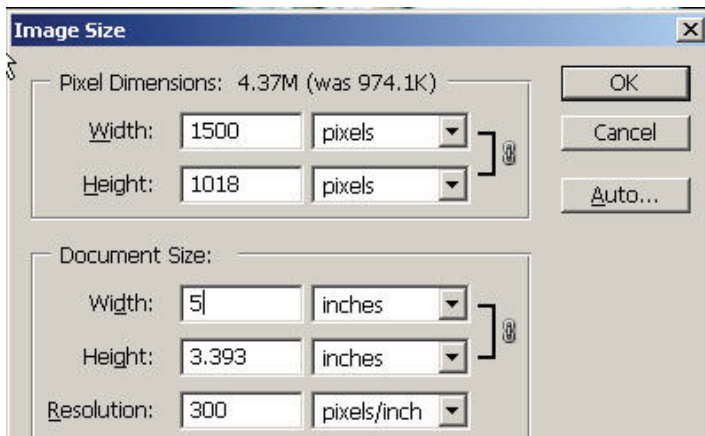 Image Size
Pixel Dimensions: 4.37M (was 974.1K)
OK
Width: 1500 pixels
Cancel
Height: 1018 pixels
Auto...
Document Size:
Width: 5 inches
Height: 3.393 inches
Resolution: 300 pixels/inch